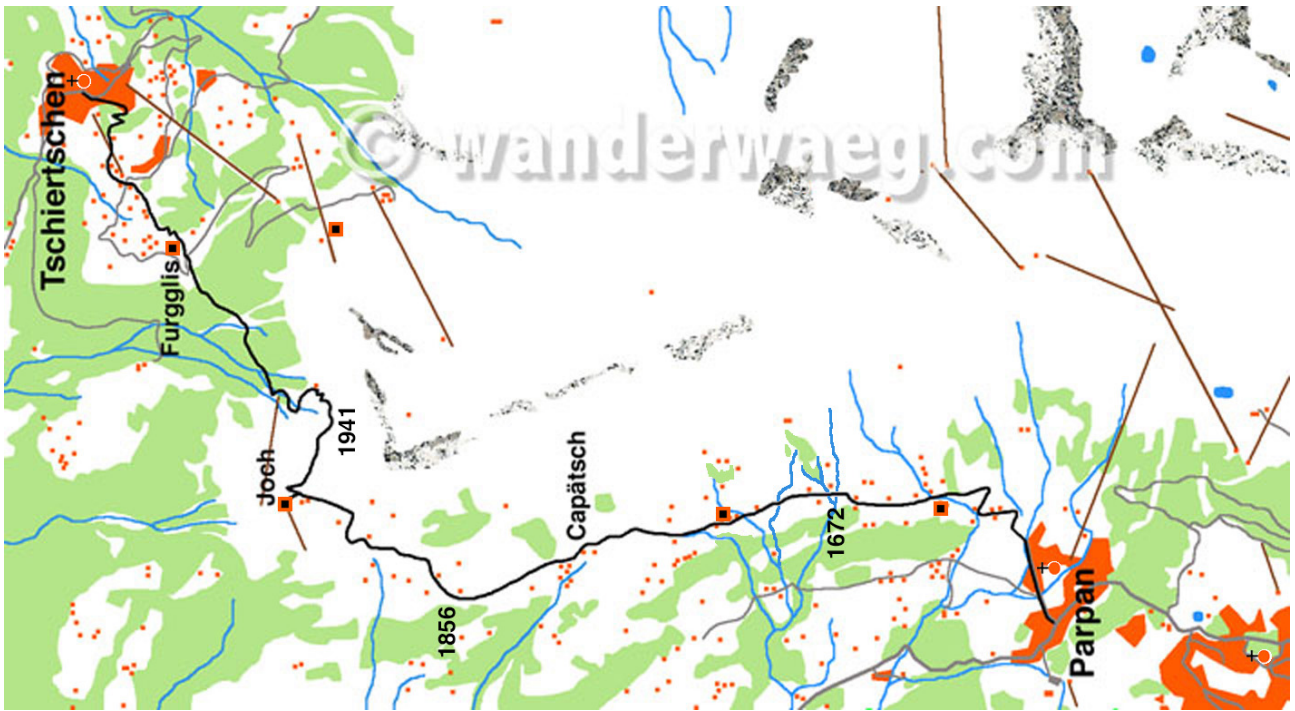 © wanderwaeg.com
Tschiertschen
Furgglis
Joch
1941
Capätsch
1856
1672
Parpan